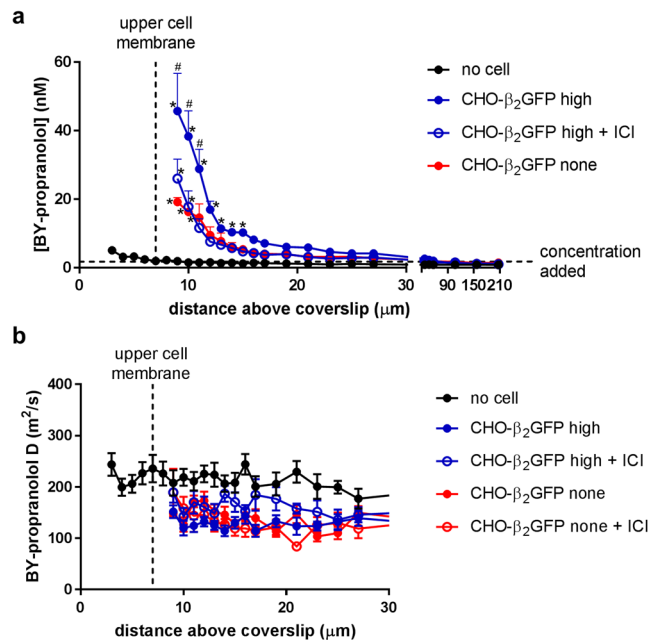 a
upper cell
membrane
[BY-propranolol] (nM)
60
40
20
0
# 
#
#
*
*
*
*
*
*
*
*
*
*
*
0 10 20 30 90 150 210
distance above coverslip (μm)
no cell
CHO-β₂GFP high
CHO-β₂GFP high + ICI
CHO-β₂GFP none
concentration
added
b
upper cell
membrane
BY-propranolol D (m²/s)
400
300
200
100
0
0 10 20 30
distance above coverslip (μm)
no cell
CHO-β₂GFP high
CHO-β₂GFP high + ICI
CHO-β₂GFP none
CHO-β₂GFP none + ICI